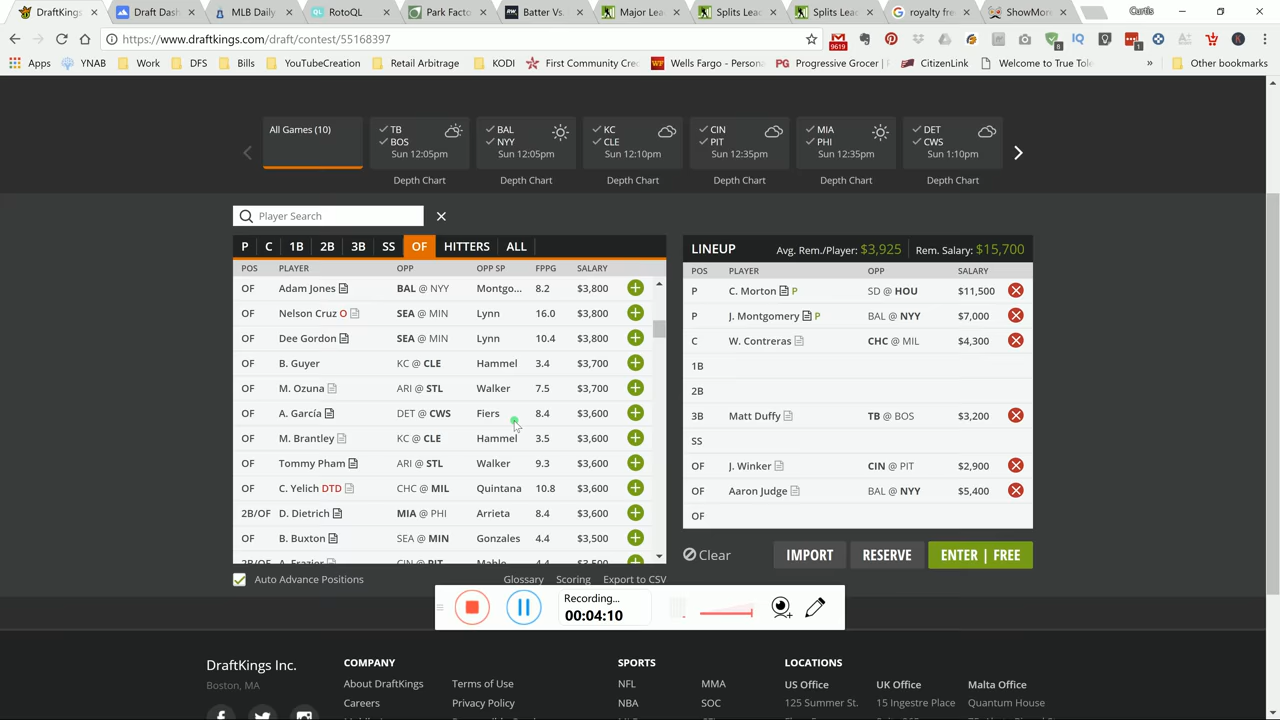 DraftKings
Draft Dash
MLB Daily
RotoQL
Park Facto
Batter Vs.
Major Lea
Splits Lea
Splits Lea
royalty fre
ShowMore
Curtis
https://www.draftkings.com/draft/contest/55168397
9619
8
1
Apps
YNAB
Work
DFS
Bills
YouTubeCreation
Retail Arbitrage
KODI
First Community Cre
Wells Fargo - Persona
Progressive Grocer |
CitizenLink
Welcome to True Tole
»
Other bookmarks
All Games (10)
TB
BOS
Sun 12:05pm
BAL
NYY
Sun 12:05pm
KC
CLE
Sun 12:10pm
CIN
PIT
Sun 12:35pm
MIA
PHI
Sun 12:35pm
DET
CWS
Sun 1:10pm
Depth Chart Depth Chart Depth Chart Depth Chart Depth Chart Depth Chart
Player Search
P C 1B 2B 3B SS OF HITTERS ALL
POS PLAYER OPP OPP SP FPPG SALARY
OF Adam Jones BAL @ NYY Montgo... 8.2 $3,800
OF Nelson Cruz O SEA @ MIN Lynn 16.0 $3,800
OF Dee Gordon SEA @ MIN Lynn 10.4 $3,800
OF B. Guyer KC @ CLE Hammel 3.4 $3,700
OF M. Ozuna ARI @ STL Walker 7.5 $3,700
OF A. García DET @ CWS Fiers 8.4 $3,600
OF M. Brantley KC @ CLE Hammel 3.5 $3,600
OF Tommy Pham ARI @ STL Walker 9.3 $3,600
OF C. Yelich DTD CHC @ MIL Quintana 10.8 $3,600
2B/OF D. Dietrich MIA @ PHI Arrieta 8.4 $3,600
OF B. Buxton SEA @ MIN Gonzales 4.4 $3,500
LINEUP Avg. Rem./Player: $3,925 Rem. Salary: $15,700
POS PLAYER OPP SALARY
P C. Morton P SD @ HOU $11,500
P J. Montgomery P BAL @ NYY $7,000
C W. Contreras CHC @ MIL $4,300
1B
2B
3B Matt Duffy TB @ BOS $3,200
SS
OF J. Winker CIN @ PIT $2,900
OF Aaron Judge BAL @ NYY $5,400
OF
Clear IMPORT RESERVE ENTER | FREE
Auto Advance Positions Glossary Scoring Export to CSV
Recording...
00:04:10
DraftKings Inc.
Boston, MA
COMPANY
About DraftKings Terms of Use
Careers Privacy Policy
SPORTS
NFL MMA
NBA SOC
LOCATIONS
US Office UK Office Malta Office
125 Summer St. Fora, Quantum House